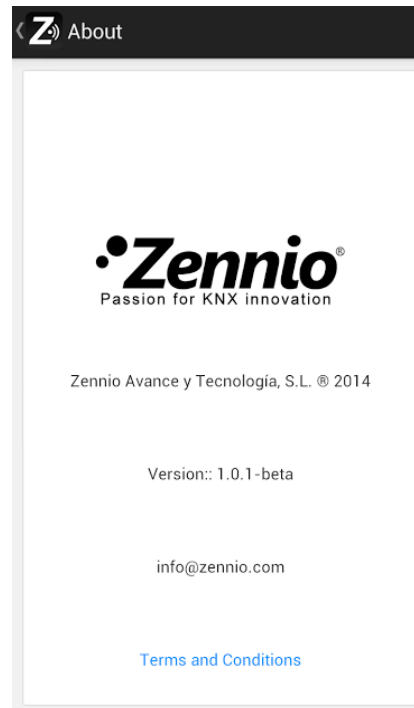 About
Zennio®
Passion for KNX innovation
Zennio Avance y Tecnología, S.L. ® 2014
Version:: 1.0.1-beta
info@zennio.com
Terms and Conditions